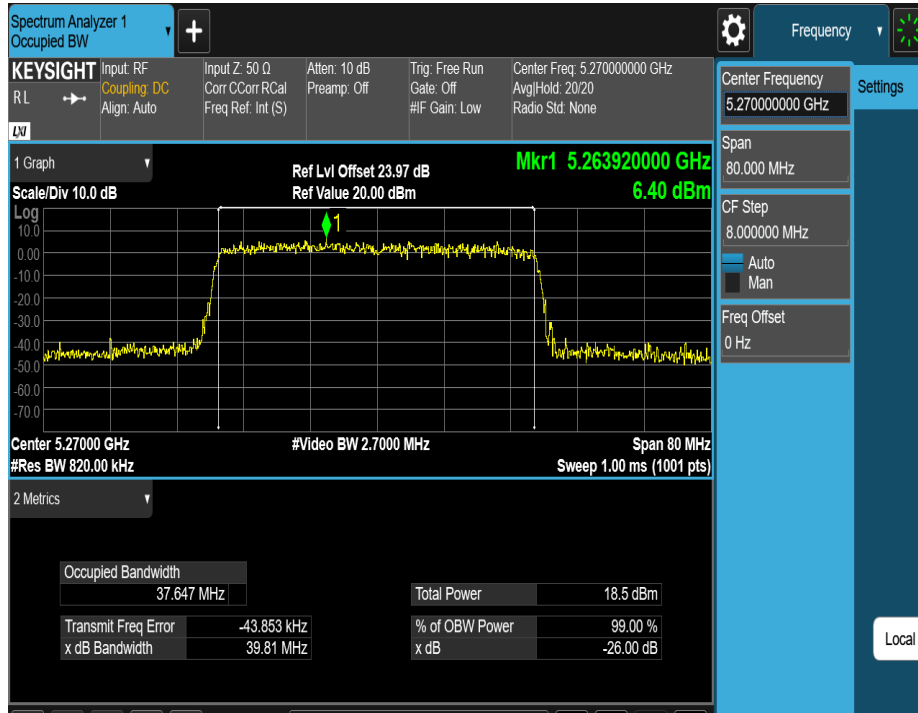 Spectrum Analyzer 1
Occupied BW
Frequency
KEYSIGHT
R L
LXI
Input: RF
Coupling: DC
Align: Auto
Input Z: 50 Ω
Corr CCorr RCal
Freq Ref: Int (S)
Atten: 10 dB
Preamp: Off
Trig: Free Run
Gate: Off
#IF Gain: Low
Center Freq: 5.270000000 GHz
Avg|Hold: 20/20
Radio Std: None
1 Graph
Scale/Div 10.0 dB
Ref Lvl Offset 23.97 dB
Ref Value 20.00 dBm
Mkr1 5.263920000 GHz
6.40 dBm
Log
10.0
0.00
-10.0
-20.0
-30.0
-40.0
-50.0
-60.0
-70.0
1
Center 5.27000 GHz
#Res BW 820.00 kHz
#Video BW 2.7000 MHz
Span 80 MHz
Sweep 1.00 ms (1001 pts)
2 Metrics
Occupied Bandwidth
37.647 MHz
Transmit Freq Error -43.853 kHz
x dB Bandwidth 39.81 MHz
Total Power 18.5 dBm
% of OBW Power 99.00 %
x dB -26.00 dB
Center Frequency
5.270000000 GHz
Span
80.000 MHz
CF Step
8.000000 MHz
Auto
Man
Freq Offset
0 Hz
Settings
Local